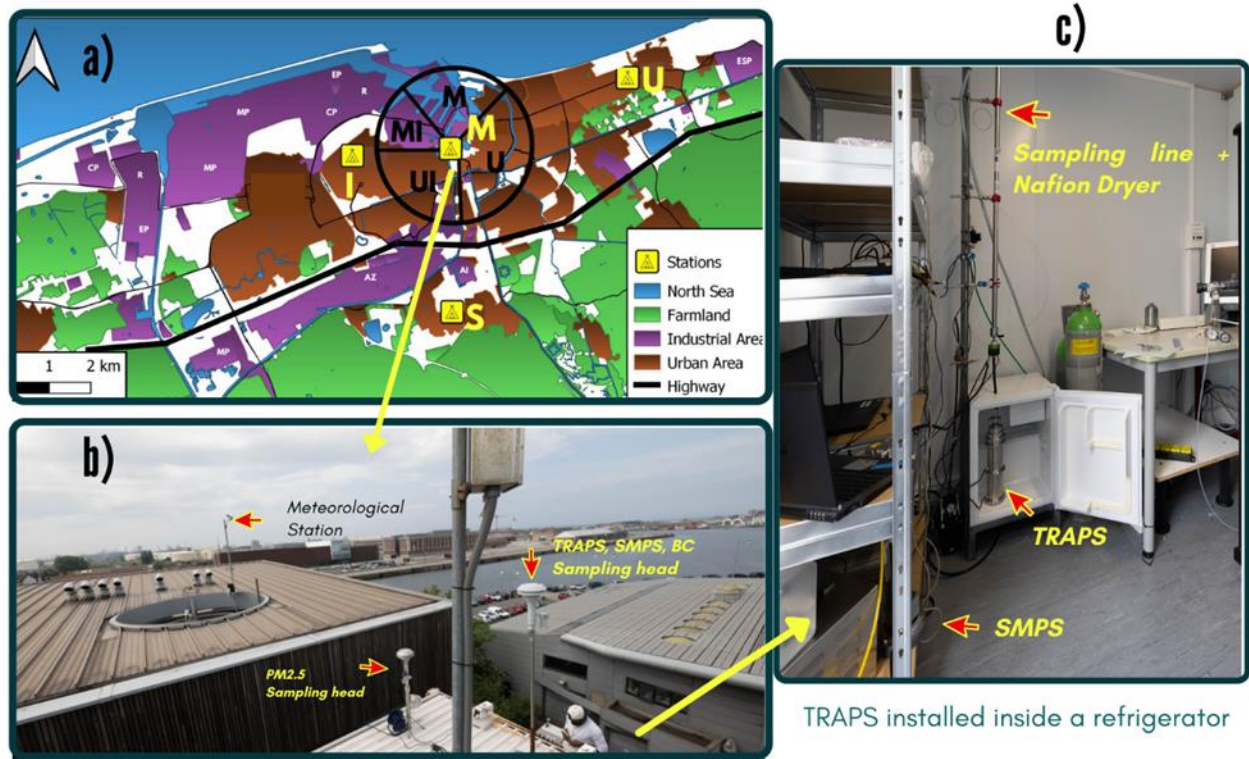 a)
EP
R
ESP
MP
CP
M
U
MI
M
CP
R
MP
I
UI
U
EP
AZ
AI
S
MP
1 2 km
Stations
North Sea
Farmland
Industrial Area
Urban Area
Highway
b)
Meteorological
Station
TRAPS, SMPS, BC
Sampling head
PM2.5
Sampling head
c)
Sampling line +
Nafion Dryer
TRAPS
SMPS
TRAPS installed inside a refrigerator